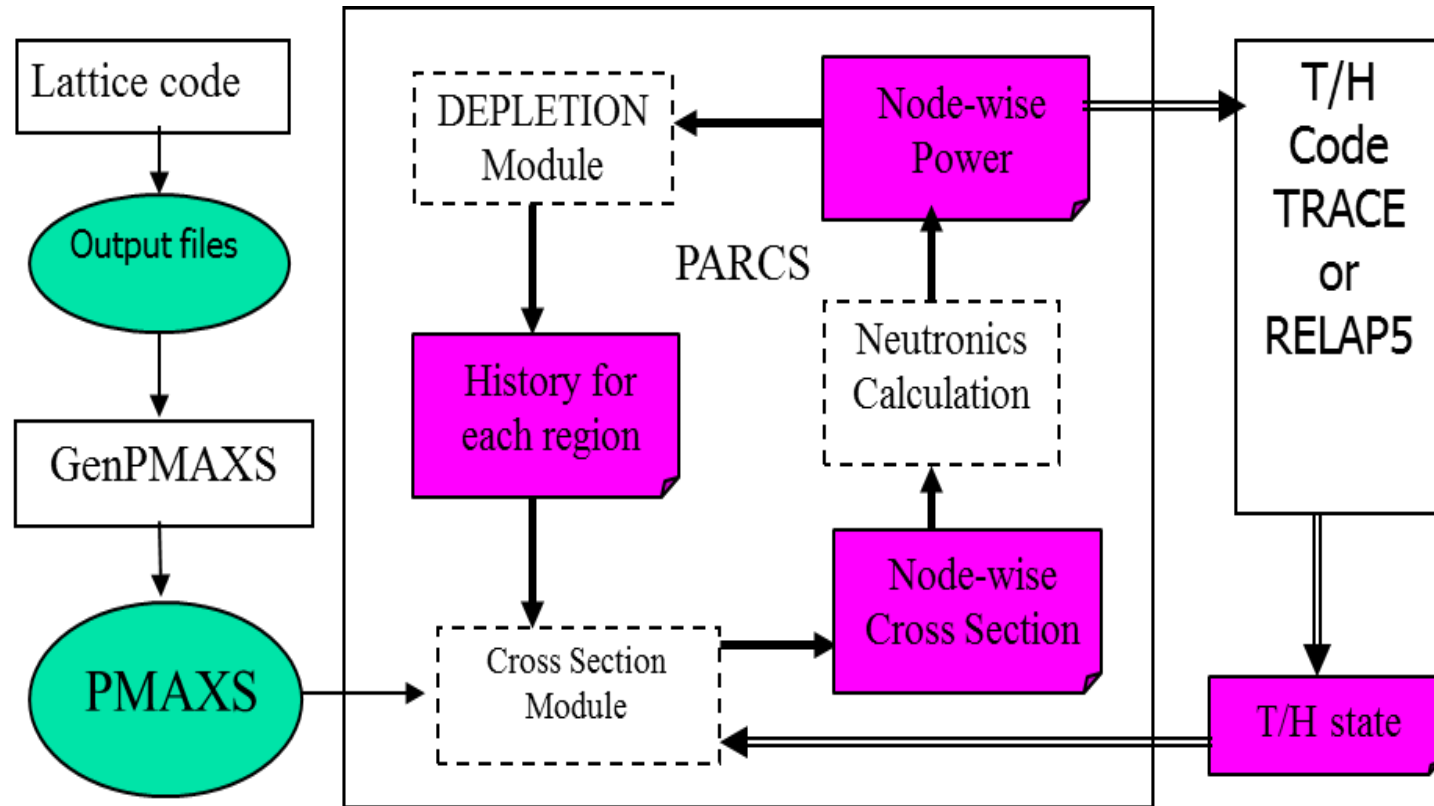 Lattice code
Output files
GenPMAXS
PMAXS
DEPLETION
Module
Node-wise
Power
PARCS
History for
each region
Neutronics
Calculation
Cross Section
Module
Node-wise
Cross Section
T/H
Code
TRACE
or
RELAP5
T/H state